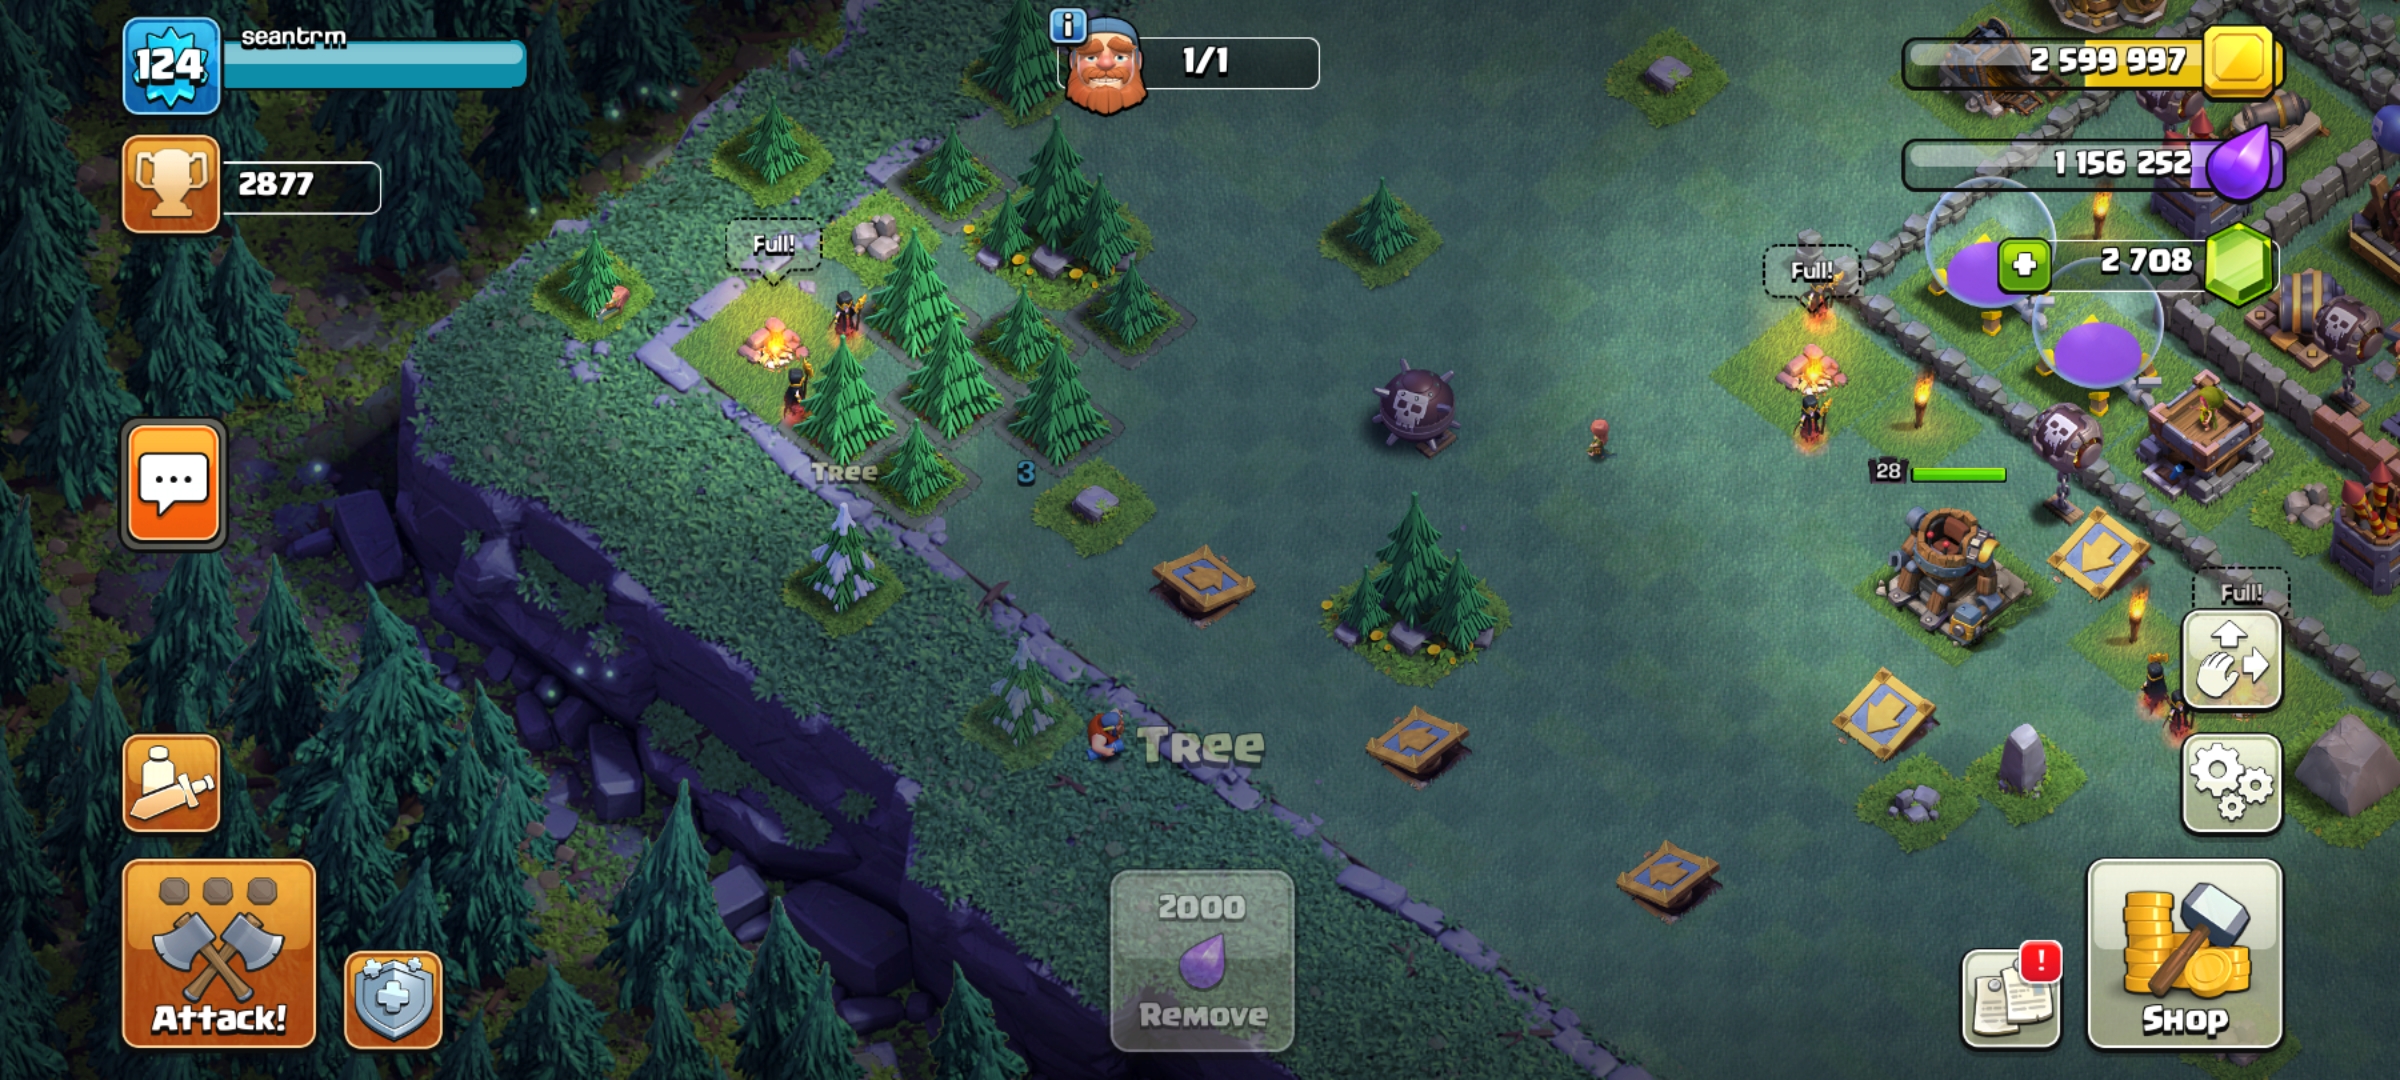 seantrm
124
1/1
2 599 997
2877
1 156 252
Full!
Full!
2 708
Tree
3
28
Full!
Tree
2000
Remove
Attack!
!
Shop